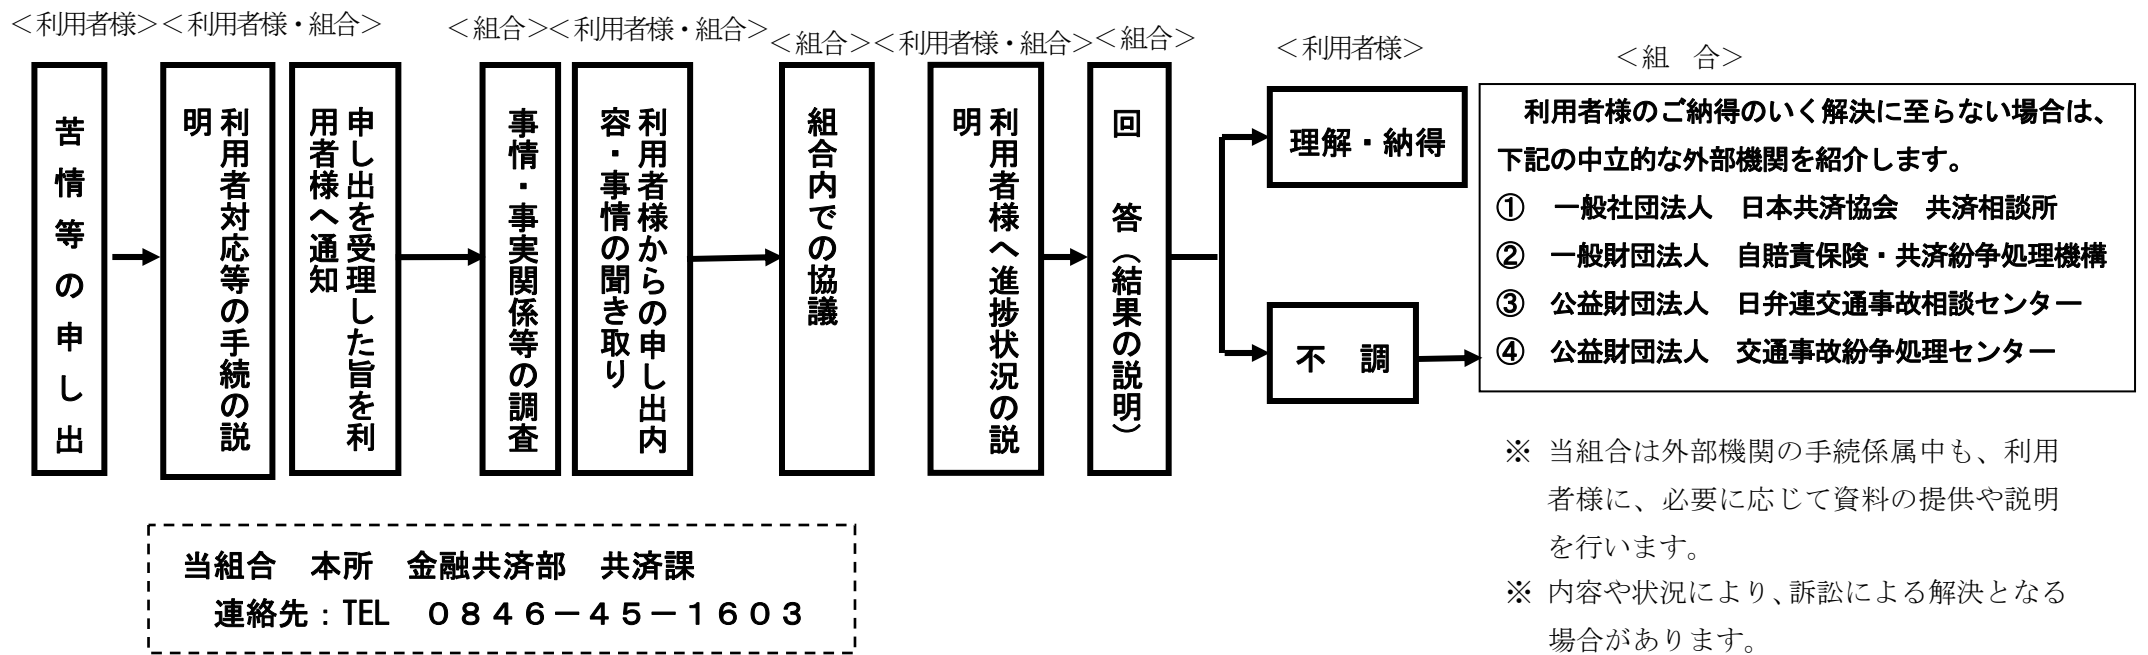 ＜利用者様＞
＜利用者様・組合＞
＜組合＞
＜利用者様・組合＞
＜組合＞
＜利用者様・組合＞
＜組合＞
＜利用者様＞
＜組　合＞
苦情等の申し出
利用者対応等の手続の説
明
申し出を受理した旨を利
用者様へ通知
事情・事実関係等の調査
利用者様からの申し出内
容・事情の聞き取り
組合内での協議
利用者様へ進捗状況の説
明
回　答（結果の説明）
理解・納得
不　調
利用者様のご納得のいく解決に至らない場合は、
下記の中立的な外部機関を紹介します。
①　一般社団法人　日本共済協会　共済相談所
②　一般財団法人　自賠責保険・共済紛争処理機構
③　公益財団法人　日弁連交通事故相談センター
④　公益財団法人　交通事故紛争処理センター
※　当組合は外部機関の手続係属中も、利用
者様に、必要に応じて資料の提供や説明
を行います。
※　内容や状況により、訴訟による解決となる
場合があります。
当組合　本所　金融共済部　共済課
連絡先：TEL　０８４６－４５－１６０３